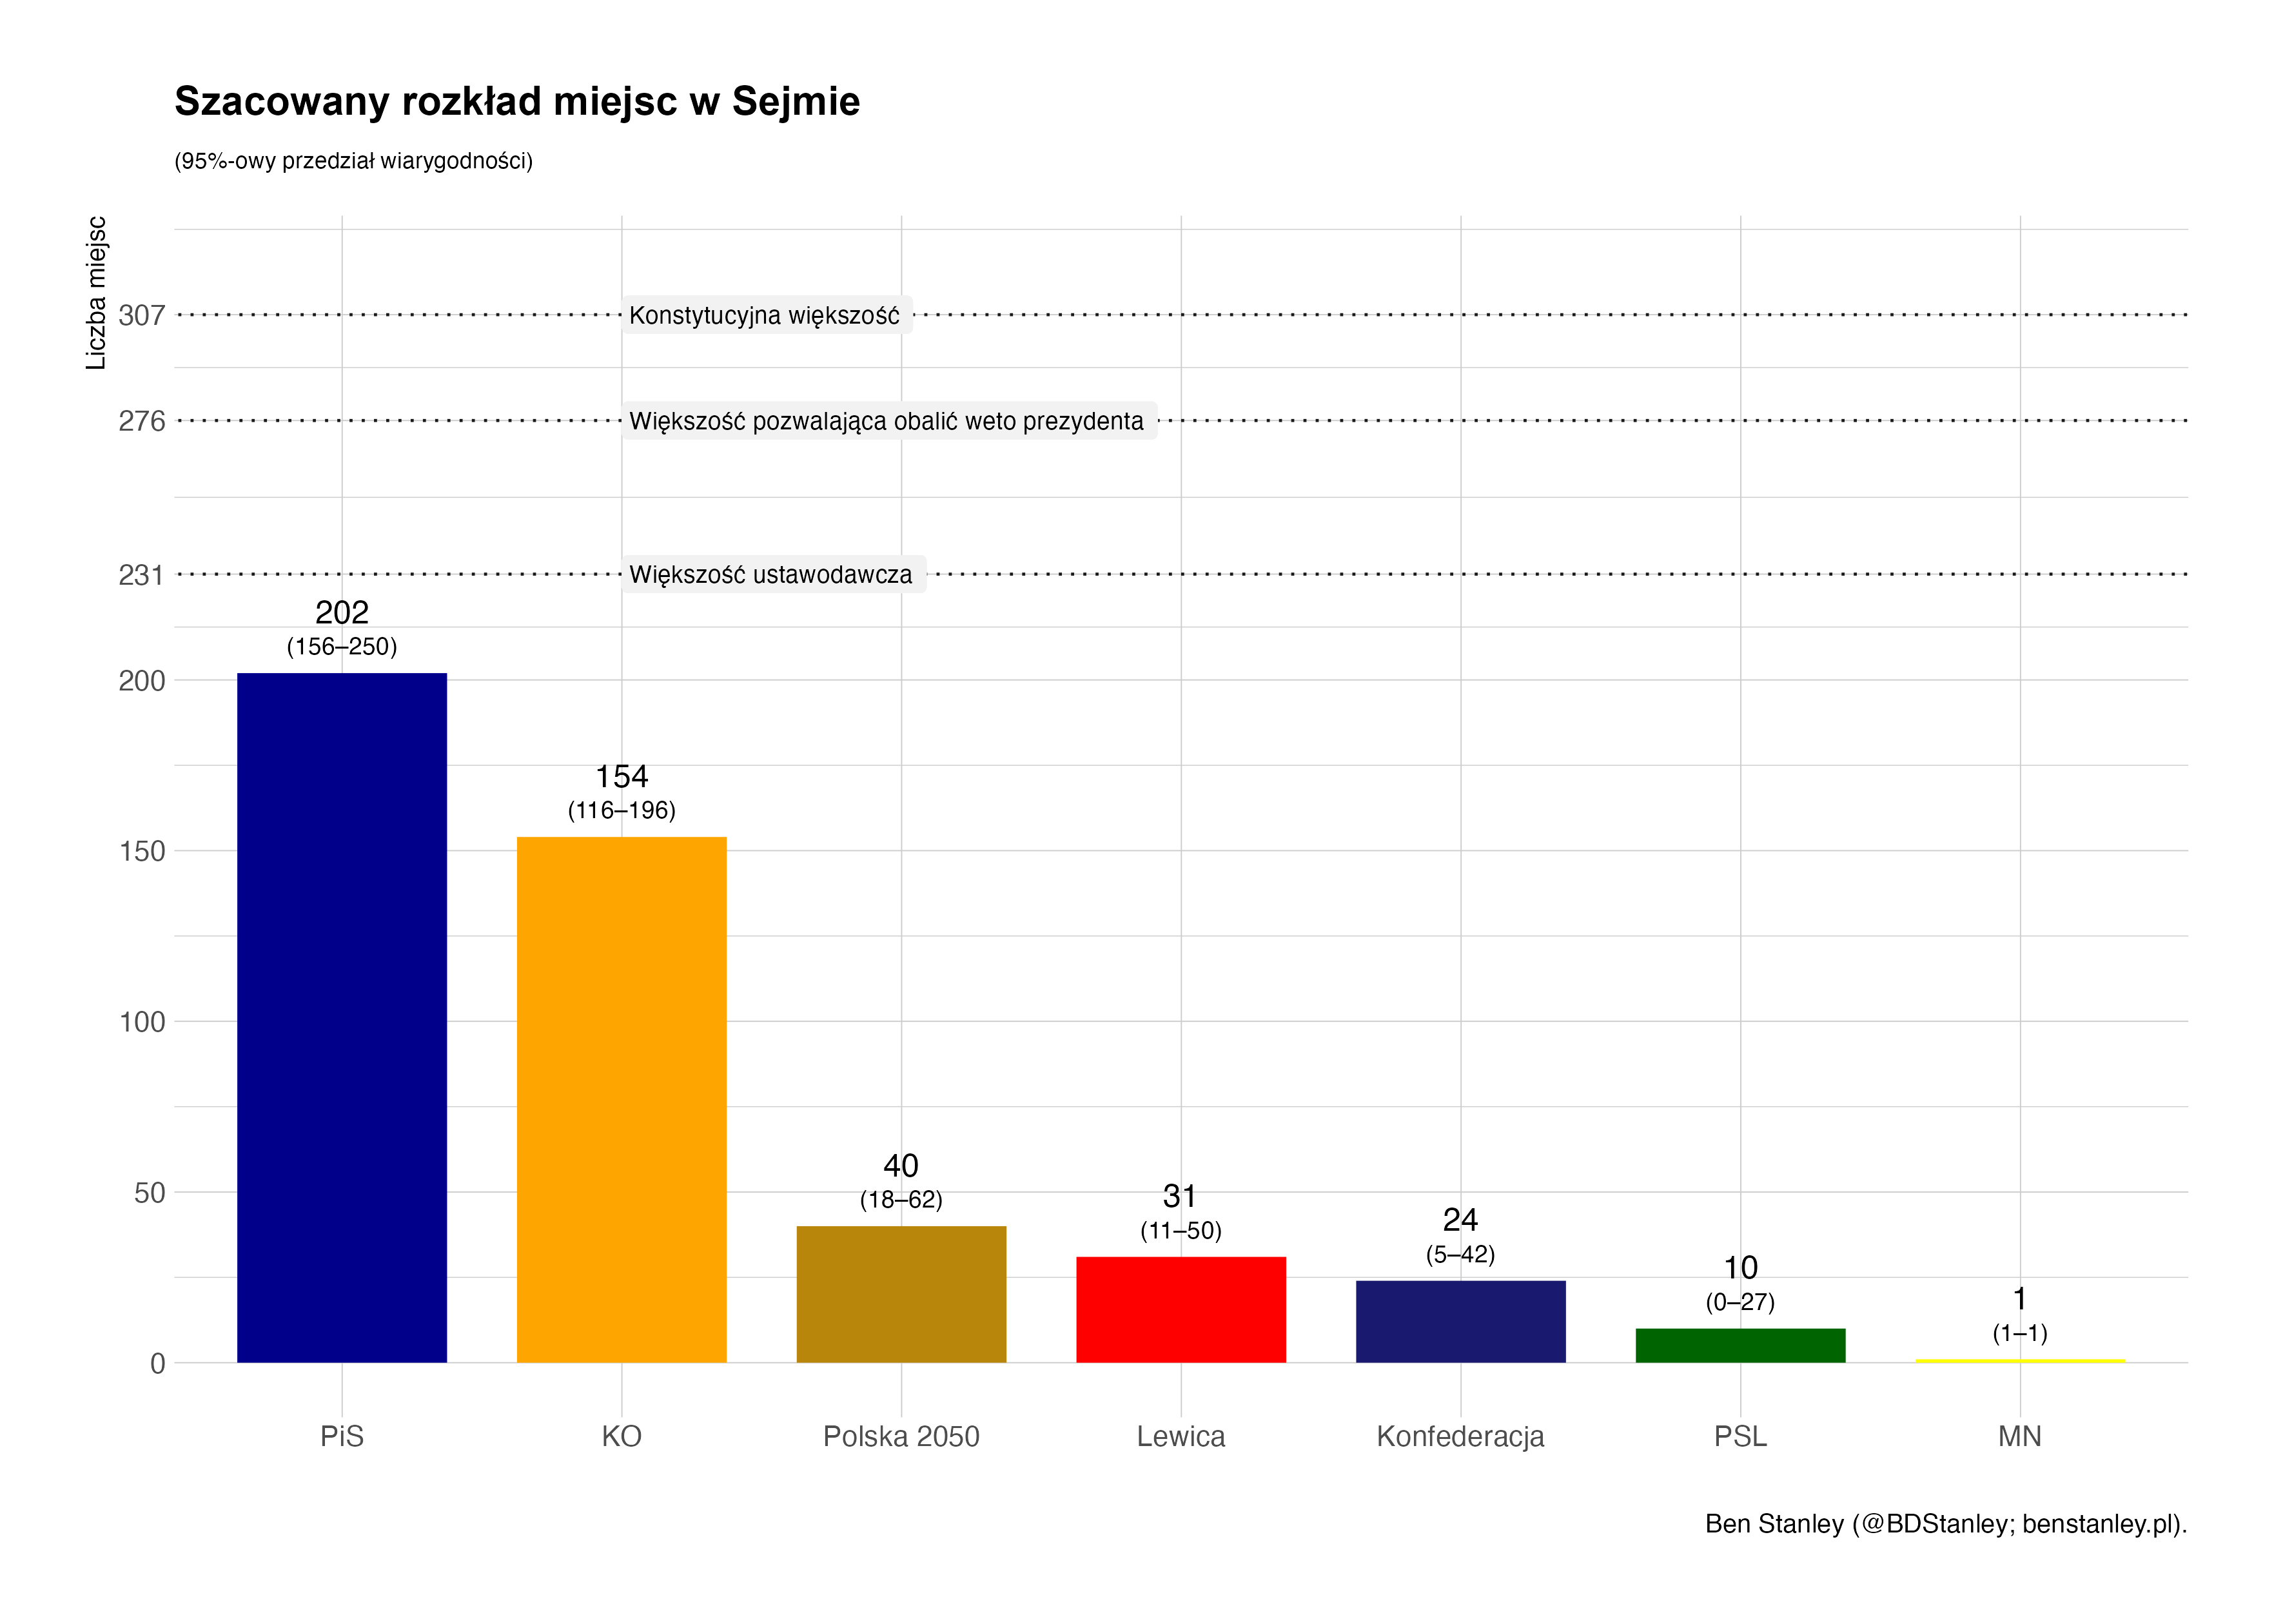 Szacowany rozkład miejsc w Sejmie
(95%-owy przedział wiarygodności)
Liczba miejsc
307
Konstytucyjna większość
276
Większość pozwalająca obalić weto prezydenta
231
Większość ustawodawcza
202
(156–250)
200
154
(116–196)
150
100
40
(18–62)
31
(11–50)
24
(5–42)
10
(0–27)
1
(1–1)
50
0
PiS
KO
Polska 2050
Lewica
Konfederacja
PSL
MN
Ben Stanley (@BDStanley; benstanley.pl).